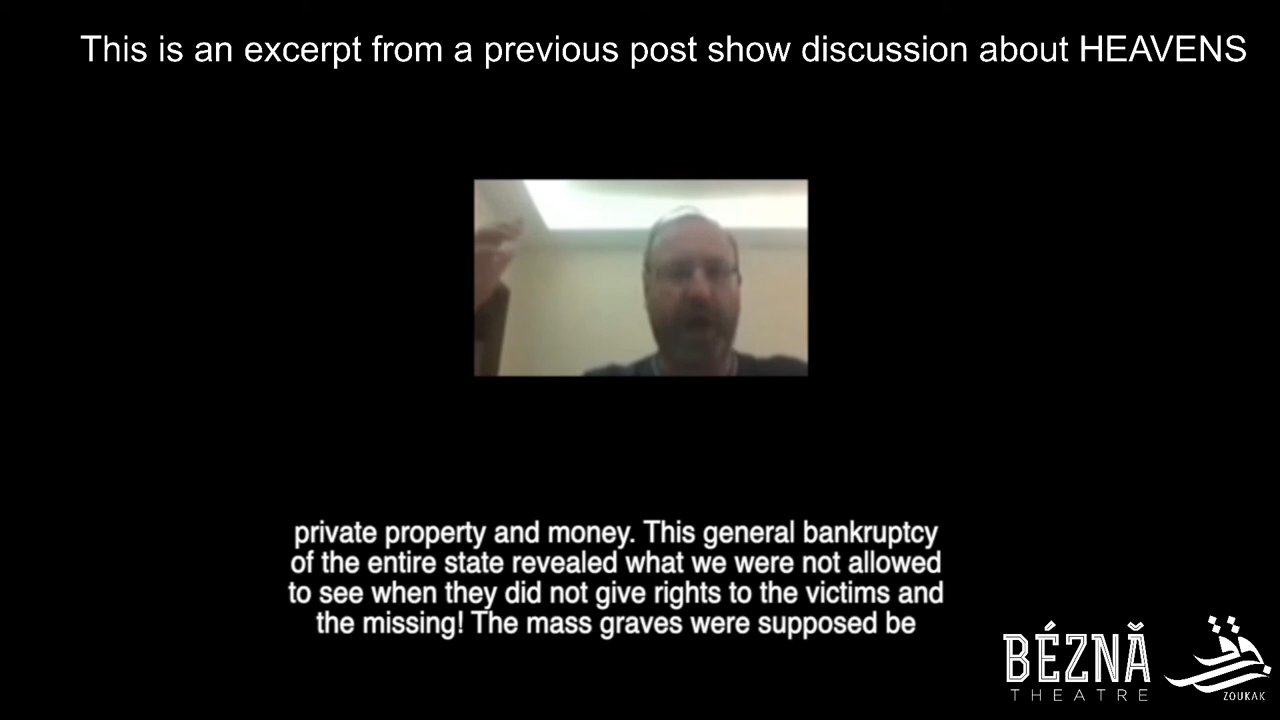 This is an excerpt from a previous post show discussion about HEAVENS
private property and money. This general bankruptcy
of the entire state revealed what we were not allowed
to see when they did not give rights to the victims and
the missing! The mass graves were supposed be
BÉZNĂ
THEATRE
ZOUKAK